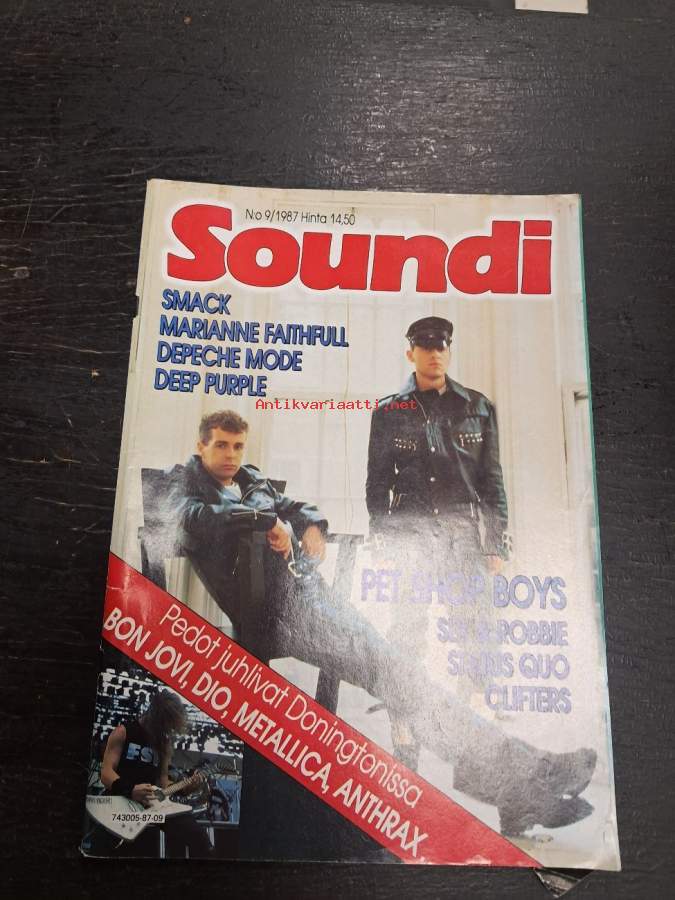 N:o 9/1987 Hinta 14,50
Soundi
SMACK
MARIANNE FAITHFULL
DEPECHE MODE
DEEP PURPLE
Antikvariaatti.net
PET SHOP BOYS
SLY & ROBBIE
STATUS QUO
CLIFTERS
Pedot juhlivat Doningtonissa
BON JOVI, DIO, METALLICA, ANTHRAX,
743005-87-09